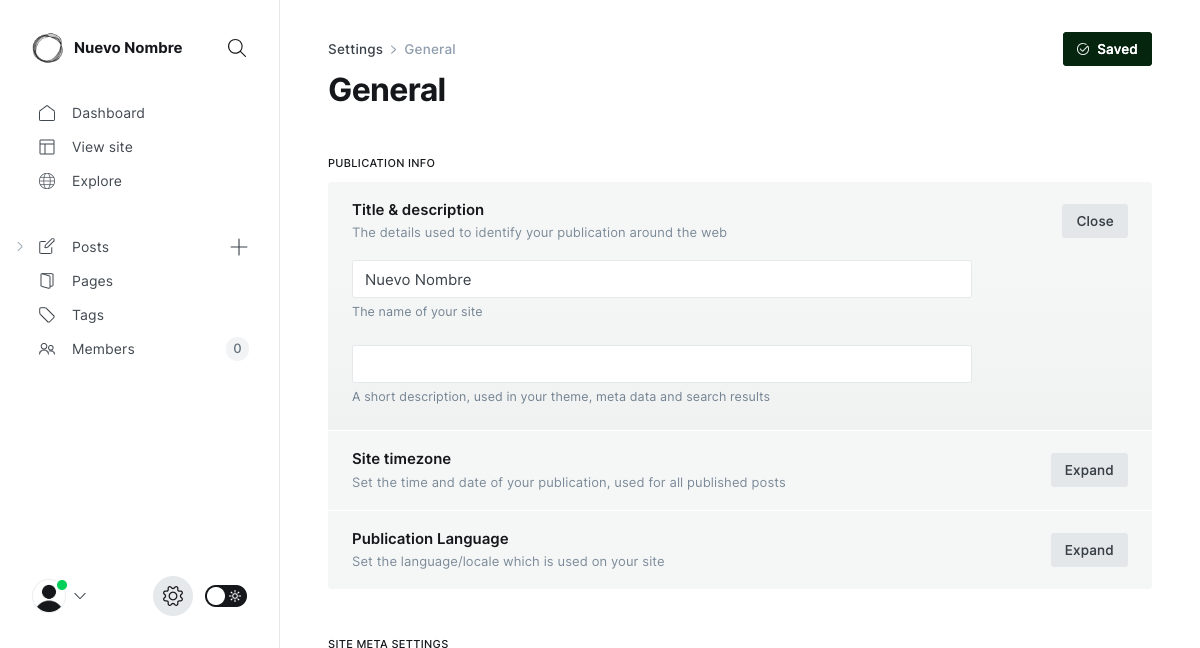 Nuevo Nombre
Dashboard
View site
Explore
Posts
Pages
Tags
Members 0
Settings > General
Saved
General
PUBLICATION INFO
Title & description
The details used to identify your publication around the web
Close
Nuevo Nombre
The name of your site
A short description, used in your theme, meta data and search results
Site timezone
Set the time and date of your publication, used for all published posts
Expand
Publication Language
Set the language/locale which is used on your site
Expand
SITE META SETTINGS